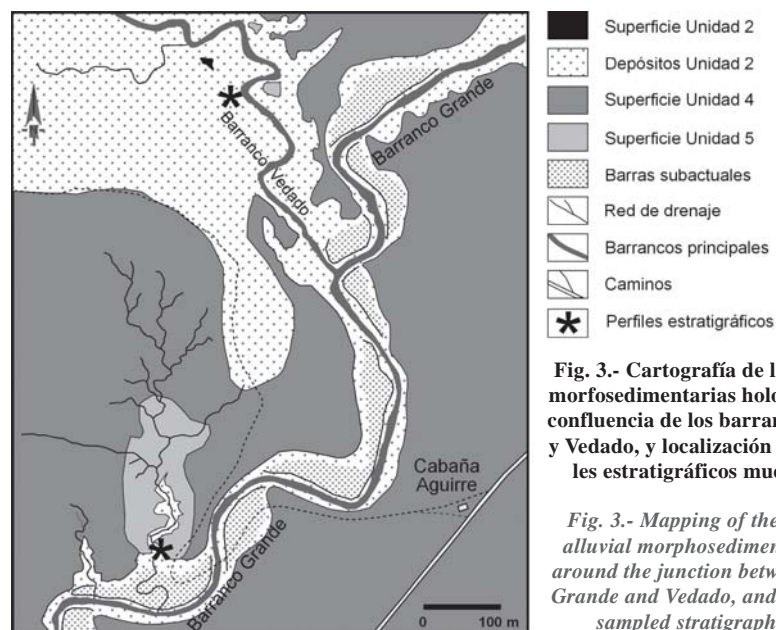 N
Barranco Vedado
Barranco Grande
Cabaña
Aguirre
Barranco Grande
0 100 m
Superficie Unidad 2
Depósitos Unidad 2
Superficie Unidad 4
Superficie Unidad 5
Barras subactuales
Red de drenaje
Barrancos principales
Caminos
Perfiles estratigráficos
Fig. 3.- Cartografía de l
morfosedimentarias holo
confluencia de los barran
y Vedado, y localización
les estratigráficos mue
Fig. 3.- Mapping of the
alluvial morphosedimen
around the junction betw
Grande and Vedado, and
sampled stratigraph